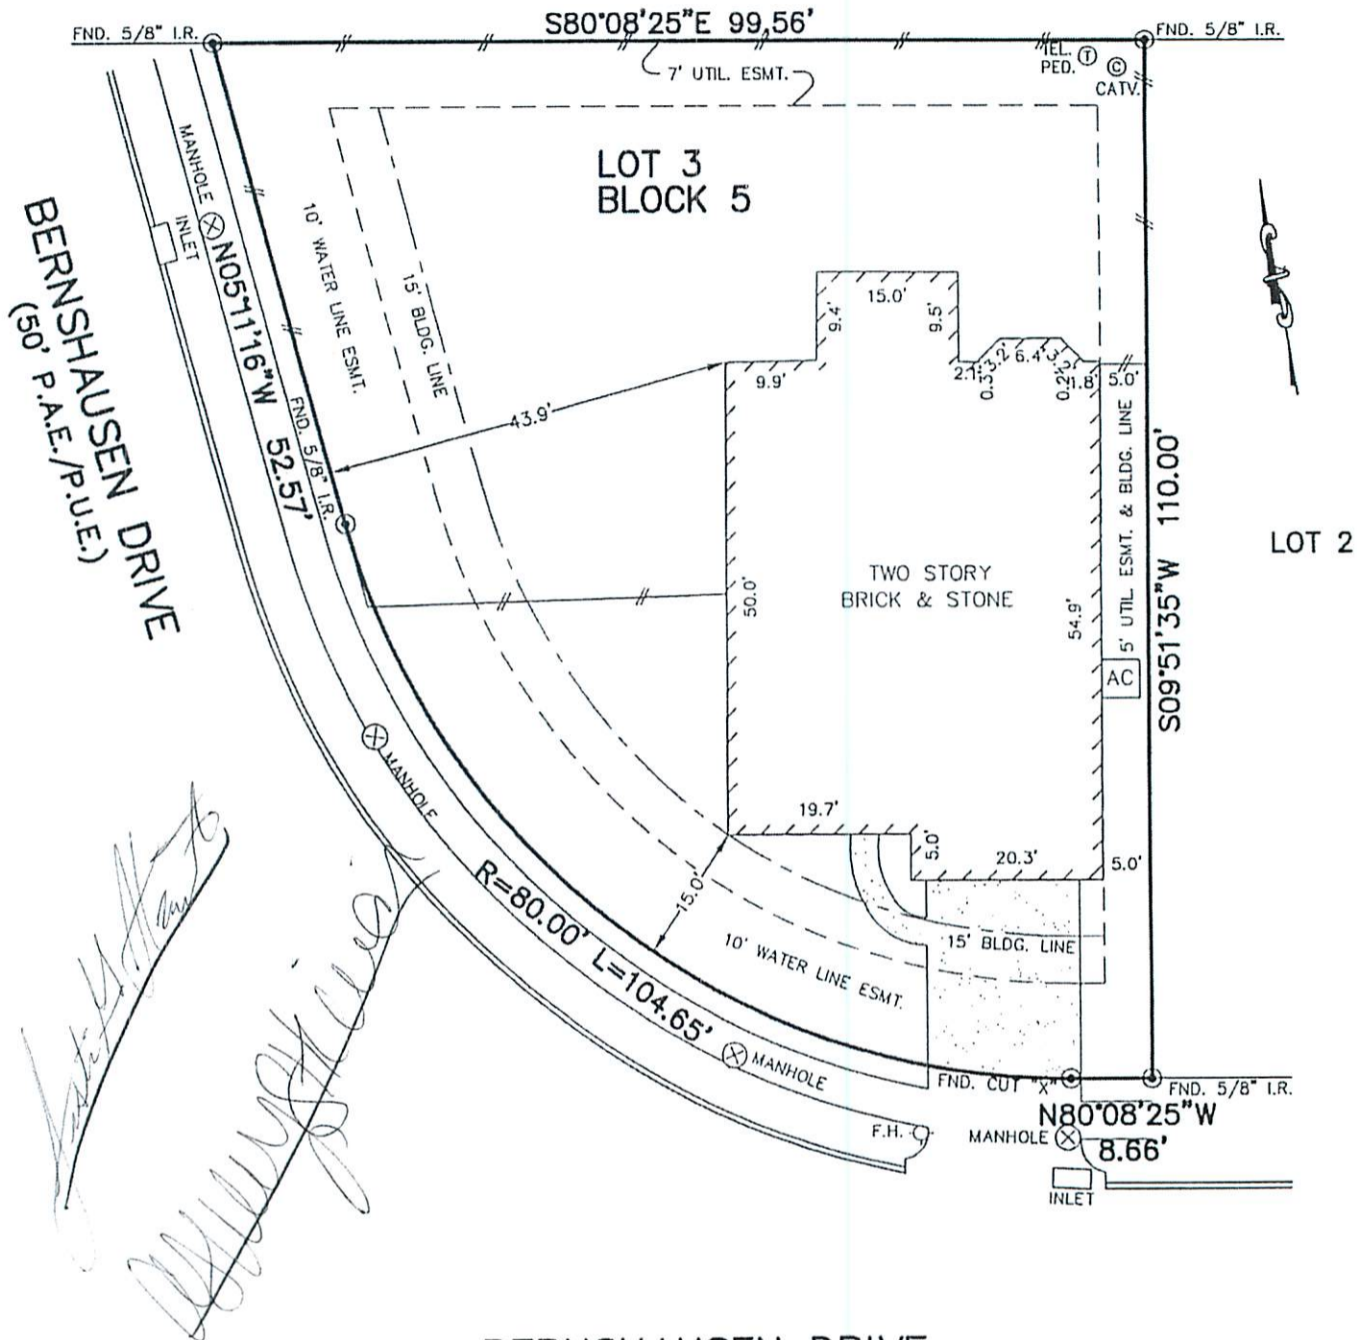 S80°08'25"E 99.56'
FND. 5/8" I.R.
FND. 5/8" I.R.
TEL. PED. T
C
CATV.
7' UTIL. ESMT.
LOT 3
BLOCK 5
MANHOLE
INLET
N05°11'16"W 52.57'
FND. 5/8" I.R.
10' WATER LINE ESMT.
15' BLDG. LINE
BERNSHAUSEN DRIVE
(50' P.A.E./P.U.E.)
43.9'
15.0'
9.4'
9.5'
9.9'
2.1'
0.3'
3.2'
6.4'
3.2'
0.2'
1.8'
5.0'
5' UTIL ESMT. & BLDG. LINE
S09°51'35"W 110.00'
LOT 2
TWO STORY
BRICK & STONE
50.0'
54.9'
AC
MANHOLE
19.7'
5.0'
20.3'
5.0'
15.0'
R=80.00' L=104.65'
10' WATER LINE ESMT.
15' BLDG. LINE
MANHOLE
FND. CUT "X"
FND. 5/8" I.R.
N80°08'25"W
8.66'
F.H.
MANHOLE
INLET
BERNSHAUSEN DRIVE